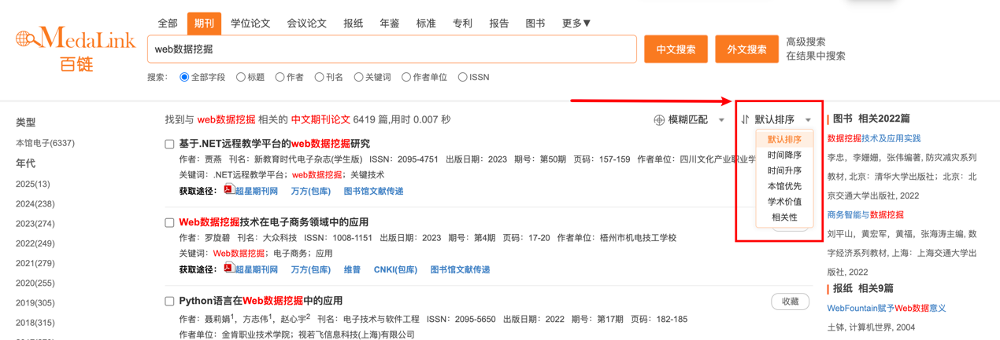 全部 期刊 学位论文 会议论文 报纸 年鉴 标准 专利 报告 图书 更多▼
MedaLink
百链
web数据挖掘
中文搜索 外文搜索
高级搜索
在结果中搜索
搜索： 全部字段 标题 作者 刊名 关键词 作者单位 ISSN
类型
本馆电子(6337)
年代
2025(13)
2024(238)
2023(274)
2022(249)
2021(279)
2020(255)
2019(305)
2018(315)
找到与 web数据挖掘 相关的 中文期刊论文 6419 篇,用时 0.007 秒
模糊匹配 默认排序
默认排序
时间降序
时间升序
本馆优先
学术价值
相关性
基于.NET远程教学平台的web数据挖掘研究
作者：贾燕 刊名：新教育时代电子杂志(学生版) ISSN：2095-4751 出版日期：2023 期号：第50期 页码：157-159 作者单位：四川文化产业职业学
关键词：.NET远程教学平台；web数据挖掘；关键技术
获取途径： 超星期刊网 万方(包库) 图书馆文献传递
Web数据挖掘技术在电子商务领域中的应用
作者：罗旋碧 刊名：大众科技 ISSN：1008-1151 出版日期：2023 期号：第4期 页码：17-20 作者单位：梧州市机电技工学校
关键词：Web数据挖掘；电子商务；应用
获取途径： 超星期刊网 万方(包库) 维普 CNKI(包库) 图书馆文献传递
Python语言在Web数据挖掘中的应用
收藏
作者：聂莉娟1，方志伟1，赵心宇2 刊名：电子技术与软件工程 ISSN：2095-5650 出版日期：2022 期号：第17期 页码：182-185
作者单位：金肯职业技术学院；视若飞信息科技(上海)有限公司
图书 相关2022篇
数据挖掘技术及应用实践
李忠，李姗姗，张伟编著, 防灾减灾系列
教材, 北京：清华大学出版社；北京：北
京交通大学出版社, 2022
商务智能与数据挖掘
刘平山，黄宏军，黄福，张海涛主编, 数
字经济系列教材, 上海：上海交通大学出
版社, 2022
报纸 相关9篇
WebFountain赋予Web数据意义
土钵, 计算机世界, 2004